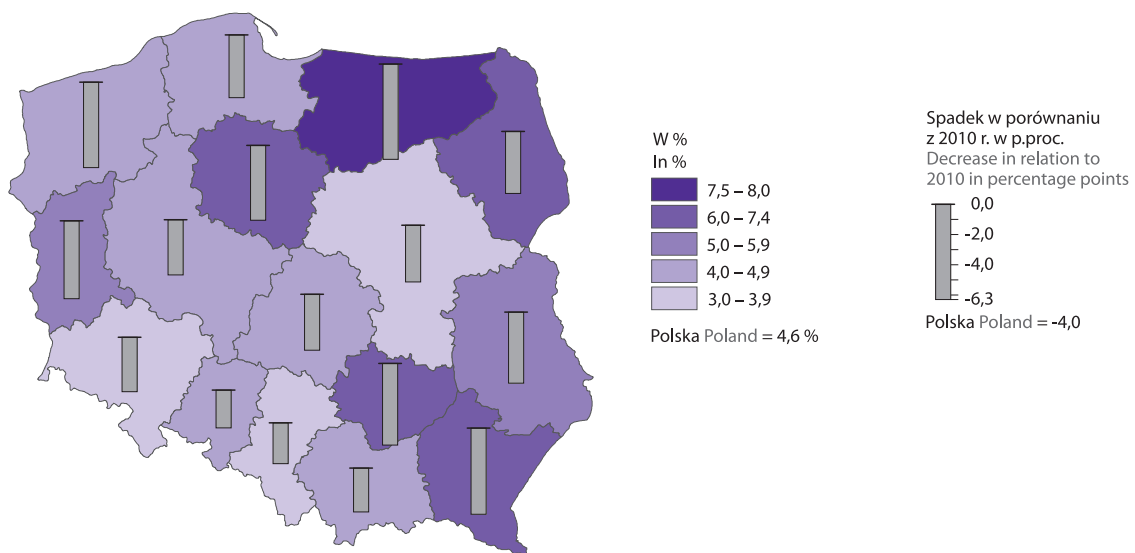 W %
In %
7,5 – 8,0
6,0 – 7,4
5,0 – 5,9
4,0 – 4,9
3,0 – 3,9
Polska Poland = 4,6 %
Spadek w porównaniu
z 2010 r. w p.proc.
Decrease in relation to
2010 in percentage points
0,0
-2,0
-4,0
-6,3
Polska Poland = -4,0